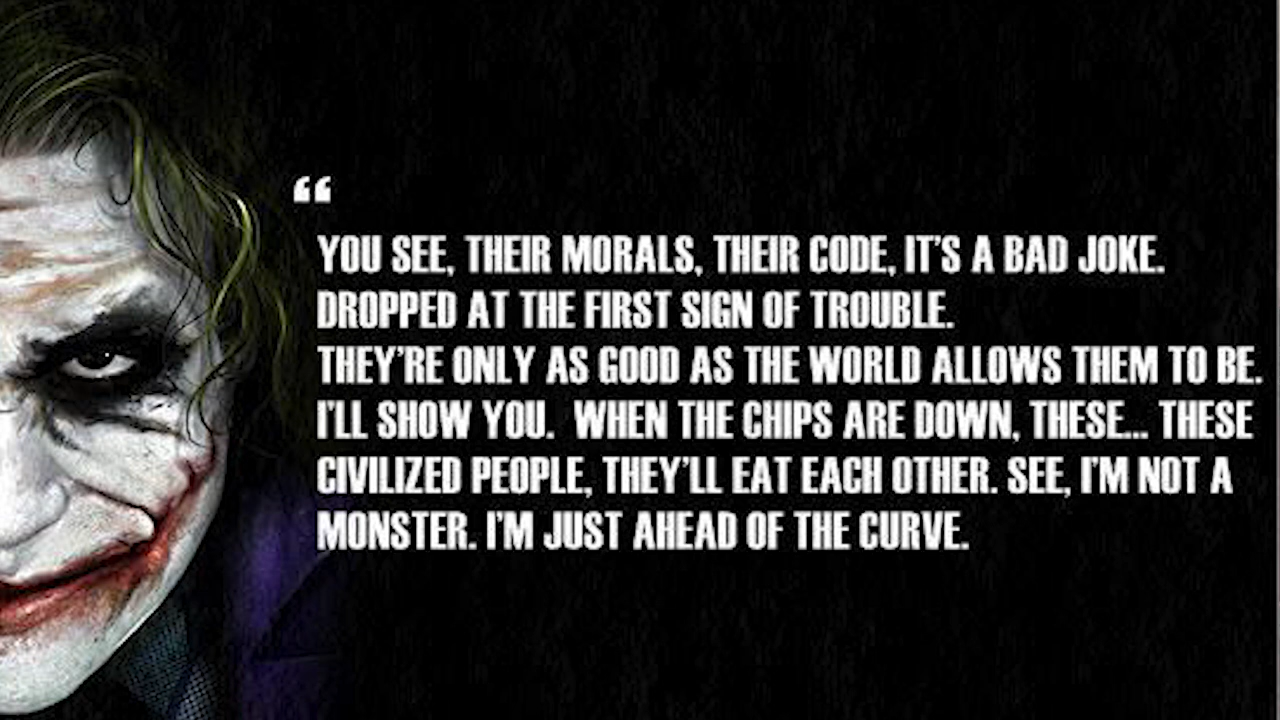 “
YOU SEE, THEIR MORALS, THEIR CODE, IT’S A BAD JOKE.
DROPPED AT THE FIRST SIGN OF TROUBLE.
THEY’RE ONLY AS GOOD AS THE WORLD ALLOWS THEM TO BE.
I’LL SHOW YOU.  WHEN THE CHIPS ARE DOWN, THESE... THESE
CIVILIZED PEOPLE, THEY’LL EAT EACH OTHER. SEE, I’M NOT A
MONSTER. I’M JUST AHEAD OF THE CURVE.